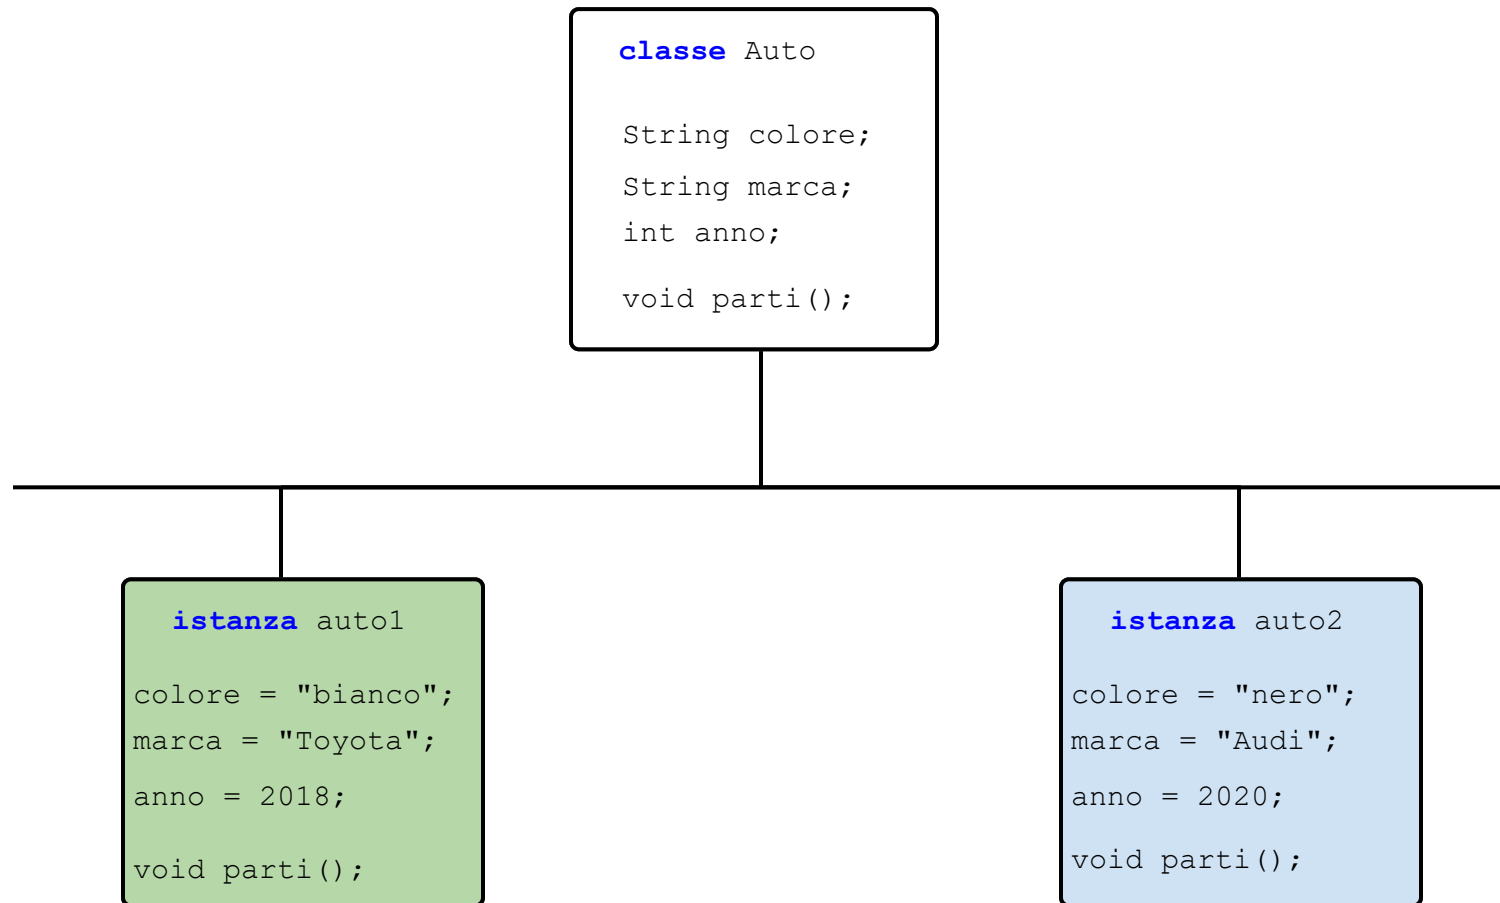 classe Auto
String colore;
String marca;
int anno;
void parti();
istanza auto1
colore = "bianco";
marca = "Toyota";
anno = 2018;
void parti();
istanza auto2
colore = "nero";
marca = "Audi";
anno = 2020;
void parti();